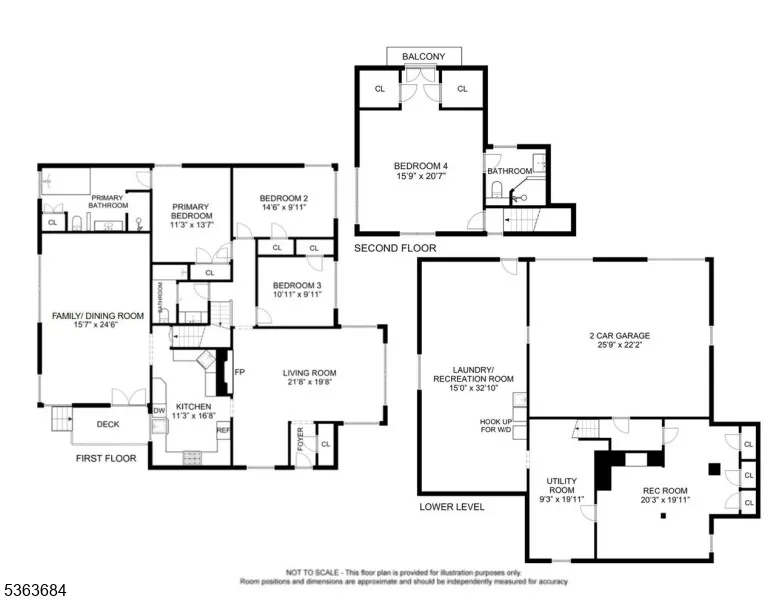 BALCONY
CL
CL
BEDROOM 4
15'9" x 20'7"
BATHROOM
SECOND FLOOR
PRIMARY
BATHROOM
CL
PRIMARY
BEDROOM
11'3" x 13'7"
BEDROOM 2
14'6" x 9'11"
CL
CL
CL
BEDROOM 3
10'11" x 9'11"
BATHROOM
FAMILY/ DINING ROOM
15'7" x 24'6"
FP
LIVING ROOM
21'8" x 19'8"
KITCHEN
11'3" x 16'8"
DW
REF
DECK
FOYER
CL
FIRST FLOOR
2 CAR GARAGE
25'9" x 22'2"
LAUNDRY/
RECREATION ROOM
15'0" x 32'10"
HOOK UP
FOR W/D
UTILITY
ROOM
9'3" x 19'11"
REC ROOM
20'3" x 19'11"
CL
CL
CL
LOWER LEVEL
NOT TO SCALE - This floor plan is provided for illustration purposes only.
Room positions and dimensions are approximate and should be independently measured for accuracy
5363684